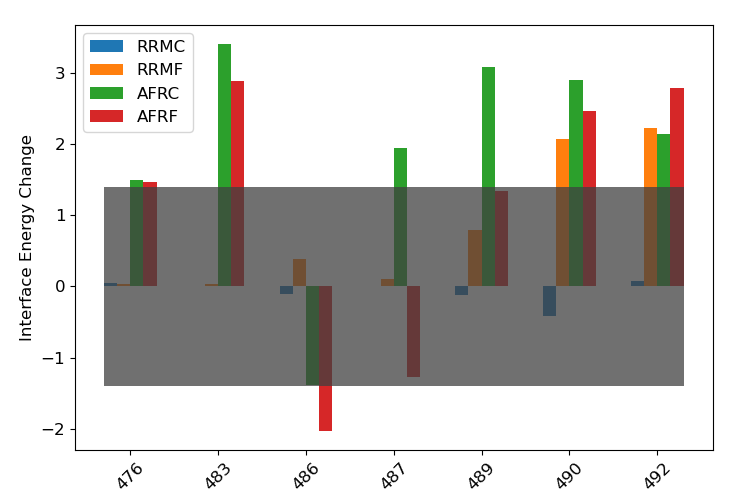 RRMC
RRMF
AFRC
AFRF
Interface Energy Change
3
2
1
0
−1
−2
476
483
486
487
489
490
492